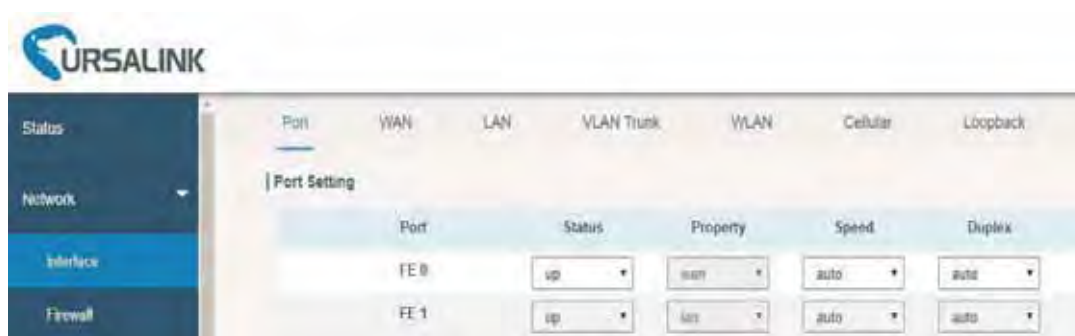 URSALINK
Status
Port WAN LAN VLAN Trunk WLAN Cellular Loopback
Network
Port Setting
Port Status Property Speed Duplex
Interface
FE 0 up wan auto auto
Firewall
FE 1 up lan auto auto